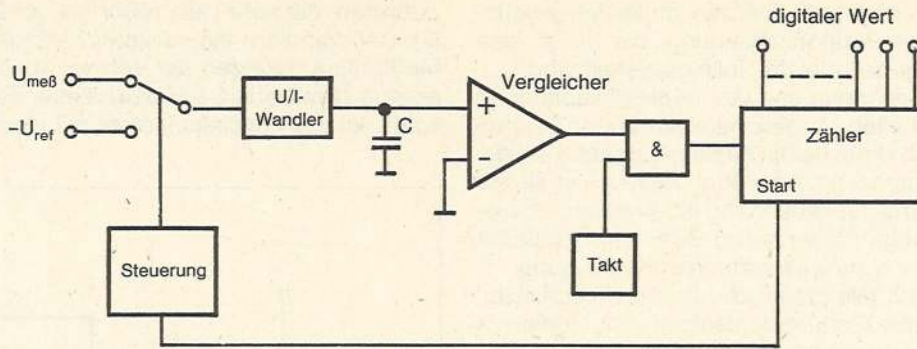 digitaler Wert
U_meß
-U_ref
U/I-
Wandler
C
Vergleicher
+
-
&
Zähler
Start
Takt
Steuerung